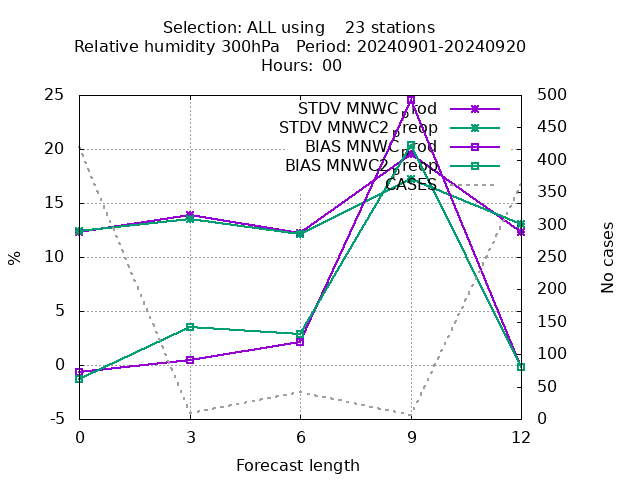 Selection: ALL using    23 stations
Relative humidity 300hPa   Period: 20240901-20240920
Hours: 00
25
20
15
10
5
0
-5
%
500
450
400
350
300
250
200
150
100
50
0
No cases
STDV MNWC_prod
STDV MNWC2_preop
BIAS MNWC_prod
BIAS MNWC2_preop
CASES
0 3 6 9 12
Forecast length